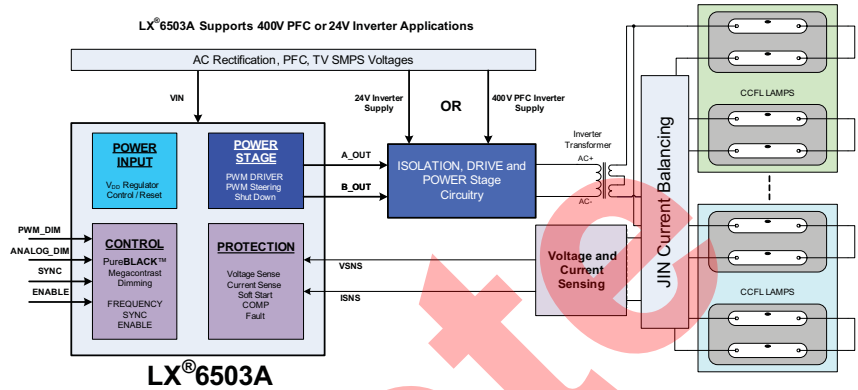 LX®6503A Supports 400V PFC or 24V Inverter Applications
AC Rectification, PFC, TV SMPS Voltages
VIN
24V Inverter
Supply
OR
400V PFC Inverter
Supply
POWER
INPUT
VDD Regulator
Control / Reset
POWER
STAGE
PWM DRIVER
PWM Steering
Shut Down
A_OUT
B_OUT
ISOLATION, DRIVE and
POWER Stage
Circuitry
Inverter
Transformer
AC+
AC-
JIN Current Balancing
CCFL LAMPS
CCFL LAMPS
PWM_DIM
ANALOG_DIM
SYNC
ENABLE
CONTROL
PureBLACK™
Megacontrast
Dimming
FREQUENCY
SYNC
ENABLE
PROTECTION
Voltage Sense
Current Sense
Soft Start
COMP
Fault
VSNS
ISNS
Voltage and
Current
Sensing
LX®6503A